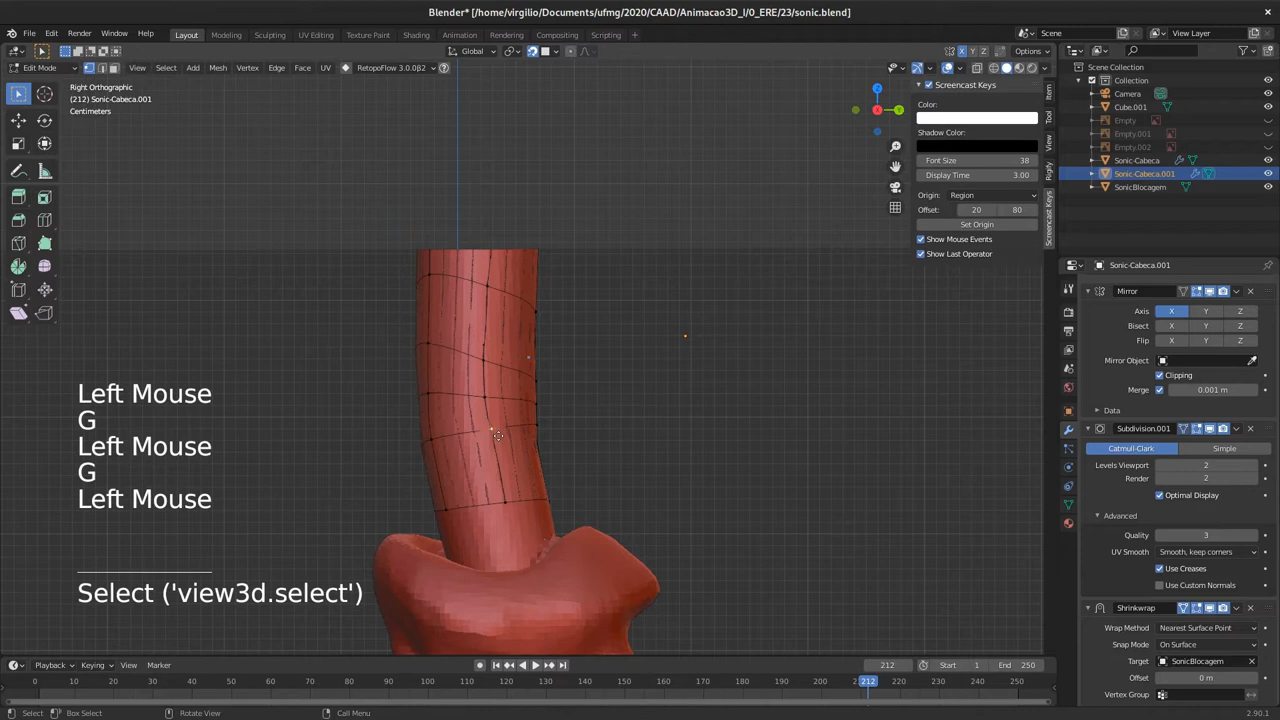 Blender* [/home/virgilio/Documents/ufmg/2020/CAAD/Animacao3D_I/0_ERE/23/sonic.blend]
File Edit Render Window Help Layout Modeling Sculpting UV Editing Texture Paint Shading Animation Rendering Compositing Scripting Scene View Layer
Global X Y Z Options
Edit Mode View Select Add Mesh Vertex Edge Face UV RetopoFlow 3.0.0β2
Right Orthographic
(212) Sonic-Cabeca.001
Centimeters
Z
Y
X
Screencast Keys
Color:
Shadow Color:
Font Size 38
Display Time 3.00
Origin: Region
Offset: 20 80
Set Origin
Show Mouse Events
Show Last Operator
Item
Tool
View
Rigify
Screencast Keys
Scene Collection
Collection
Camera
Cube.001
Empty
Empty.001
Empty.002
Sonic-Cabeca
Sonic-Cabeca.001
SonicBlocagem
Sonic-Cabeca.001
Mirror
Axis X Y Z
Bisect X Y Z
Flip X Y Z
Mirror Object
Clipping
Merge 0.001 m
Data
Subdivision.001
Catmull-Clark Simple
Levels Viewport 2
Render 2
Optimal Display
Advanced
Quality 3
UV Smooth Smooth, keep corners
Use Creases
Use Custom Normals
Shrinkwrap
Wrap Method Nearest Surface Point
Snap Mode On Surface
Target SonicBlocagem
Offset 0 m
Vertex Group
Left Mouse
G
Left Mouse
G
Left Mouse
Select ('view3d.select')
Playback Keying View Marker 212 Start 1 End 250
0 10 20 30 40 50 60 70 80 90 100 110 120 130 140 150 160 170 180 190 200 212 220 230 240 250
Select Box Select Rotate View Call Menu 2.90.1